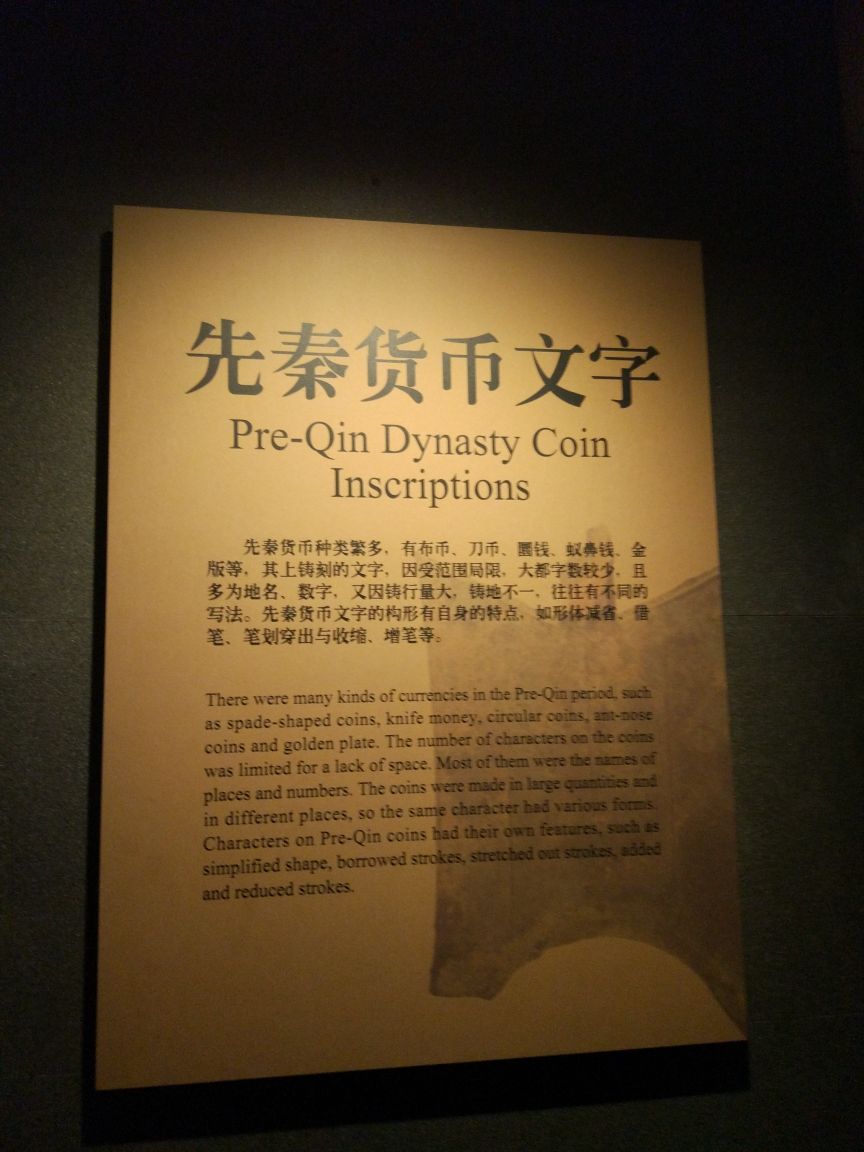 先秦货币文字
Pre-Qin Dynasty Coin
Inscriptions
先秦货币种类繁多，有布币、刀币、圜钱、蚁鼻钱、金
版等，其上铸刻的文字，因受范围局限，大都字数较少，且
多为地名、数字，又因铸行量大，铸地不一，往往有不同的
写法。先秦货币文字的构形有自身的特点，如形体减省、借
笔、笔划穿出与收缩、增笔等。
There were many kinds of currencies in the Pre-Qin period, such
as spade-shaped coins, knife money, circular coins, ant-nose
coins and golden plate. The number of characters on the coins
was limited for a lack of space. Most of them were the names of
places and numbers. The coins were made in large quantities and
in different places, so the same character had various forms.
Characters on Pre-Qin coins had their own features, such as
simplified shape, borrowed strokes, stretched out strokes, added
and reduced strokes.